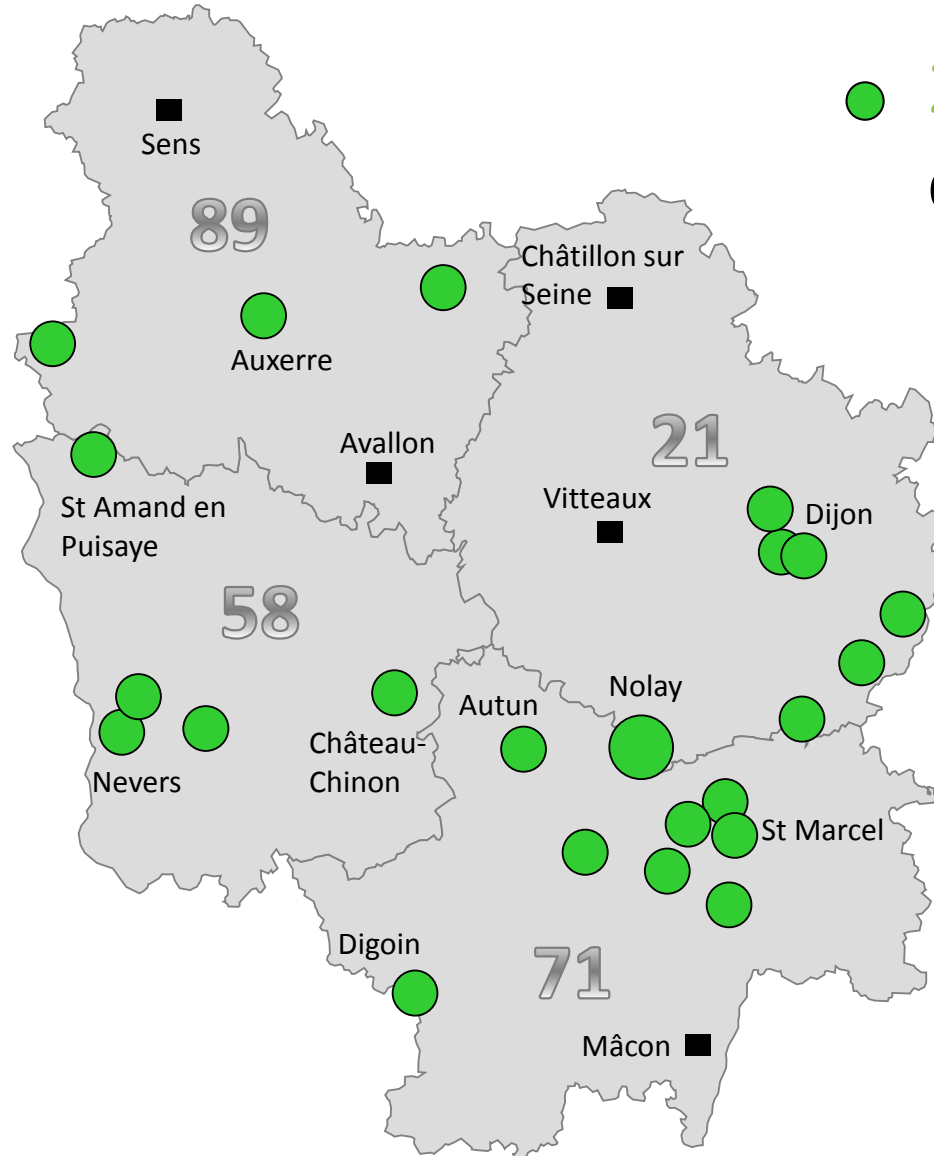 Sens
89
Châtillon sur
Seine
Auxerre
21
Avallon
Vitteaux
Dijon
St Amand en
Puisaye
58
Nolay
Autun
Château-
Chinon
Nevers
St Marcel
Digoin
71
Mâcon